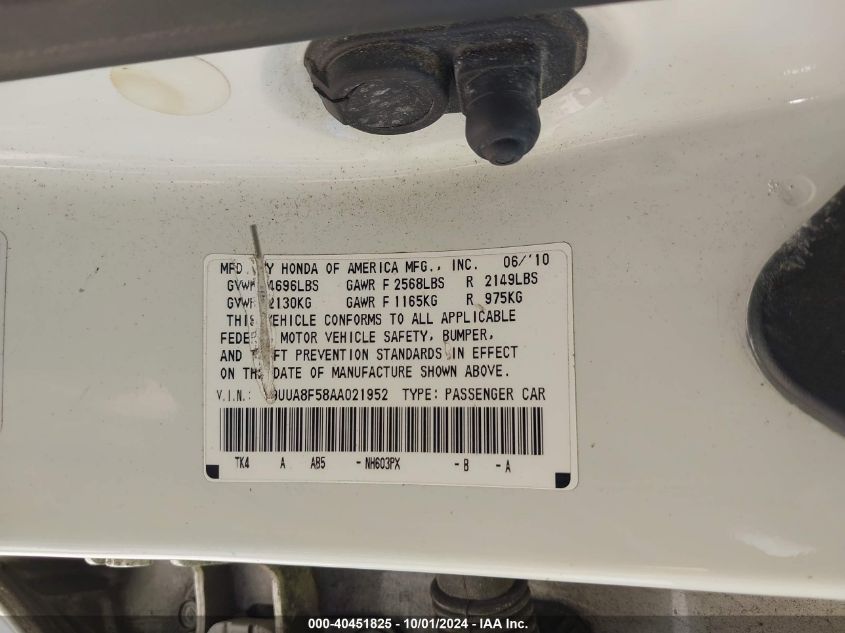 MFD. BY HONDA OF AMERICA MFG., INC. 06/'10
GVWR 4696LBS GAWR F 2568LBS R 2149LBS
GVWR 2130KG GAWR F 1165KG R 975KG
THIS VEHICLE CONFORMS TO ALL APPLICABLE
FEDERAL MOTOR VEHICLE SAFETY, BUMPER,
AND THEFT PREVENTION STANDARDS IN EFFECT
ON THE DATE OF MANUFACTURE SHOWN ABOVE.
V.I.N.: 9UUA8F58AA021952 TYPE: PASSENGER CAR
TK4 A AB5 - NH603PX - B - A
000-40451825 - 10/01/2024 - IAA Inc.